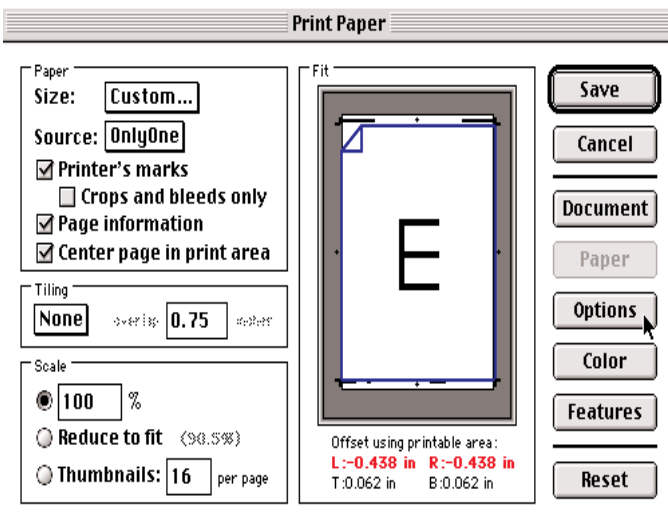 Print Paper
Paper
Size: Custom...
Source: OnlyOne
Printer's marks
Crops and bleeds only
Page information
Center page in print area
Tiling
None overlap 0.75 inches
Scale
100 %
Reduce to fit (90.5%)
Thumbnails: 16 per page
Fit
E
Offset using printable area:
L:-0.438 in R:-0.438 in
T:0.062 in B:0.062 in
Save
Cancel
Document
Paper
Options
Color
Features
Reset